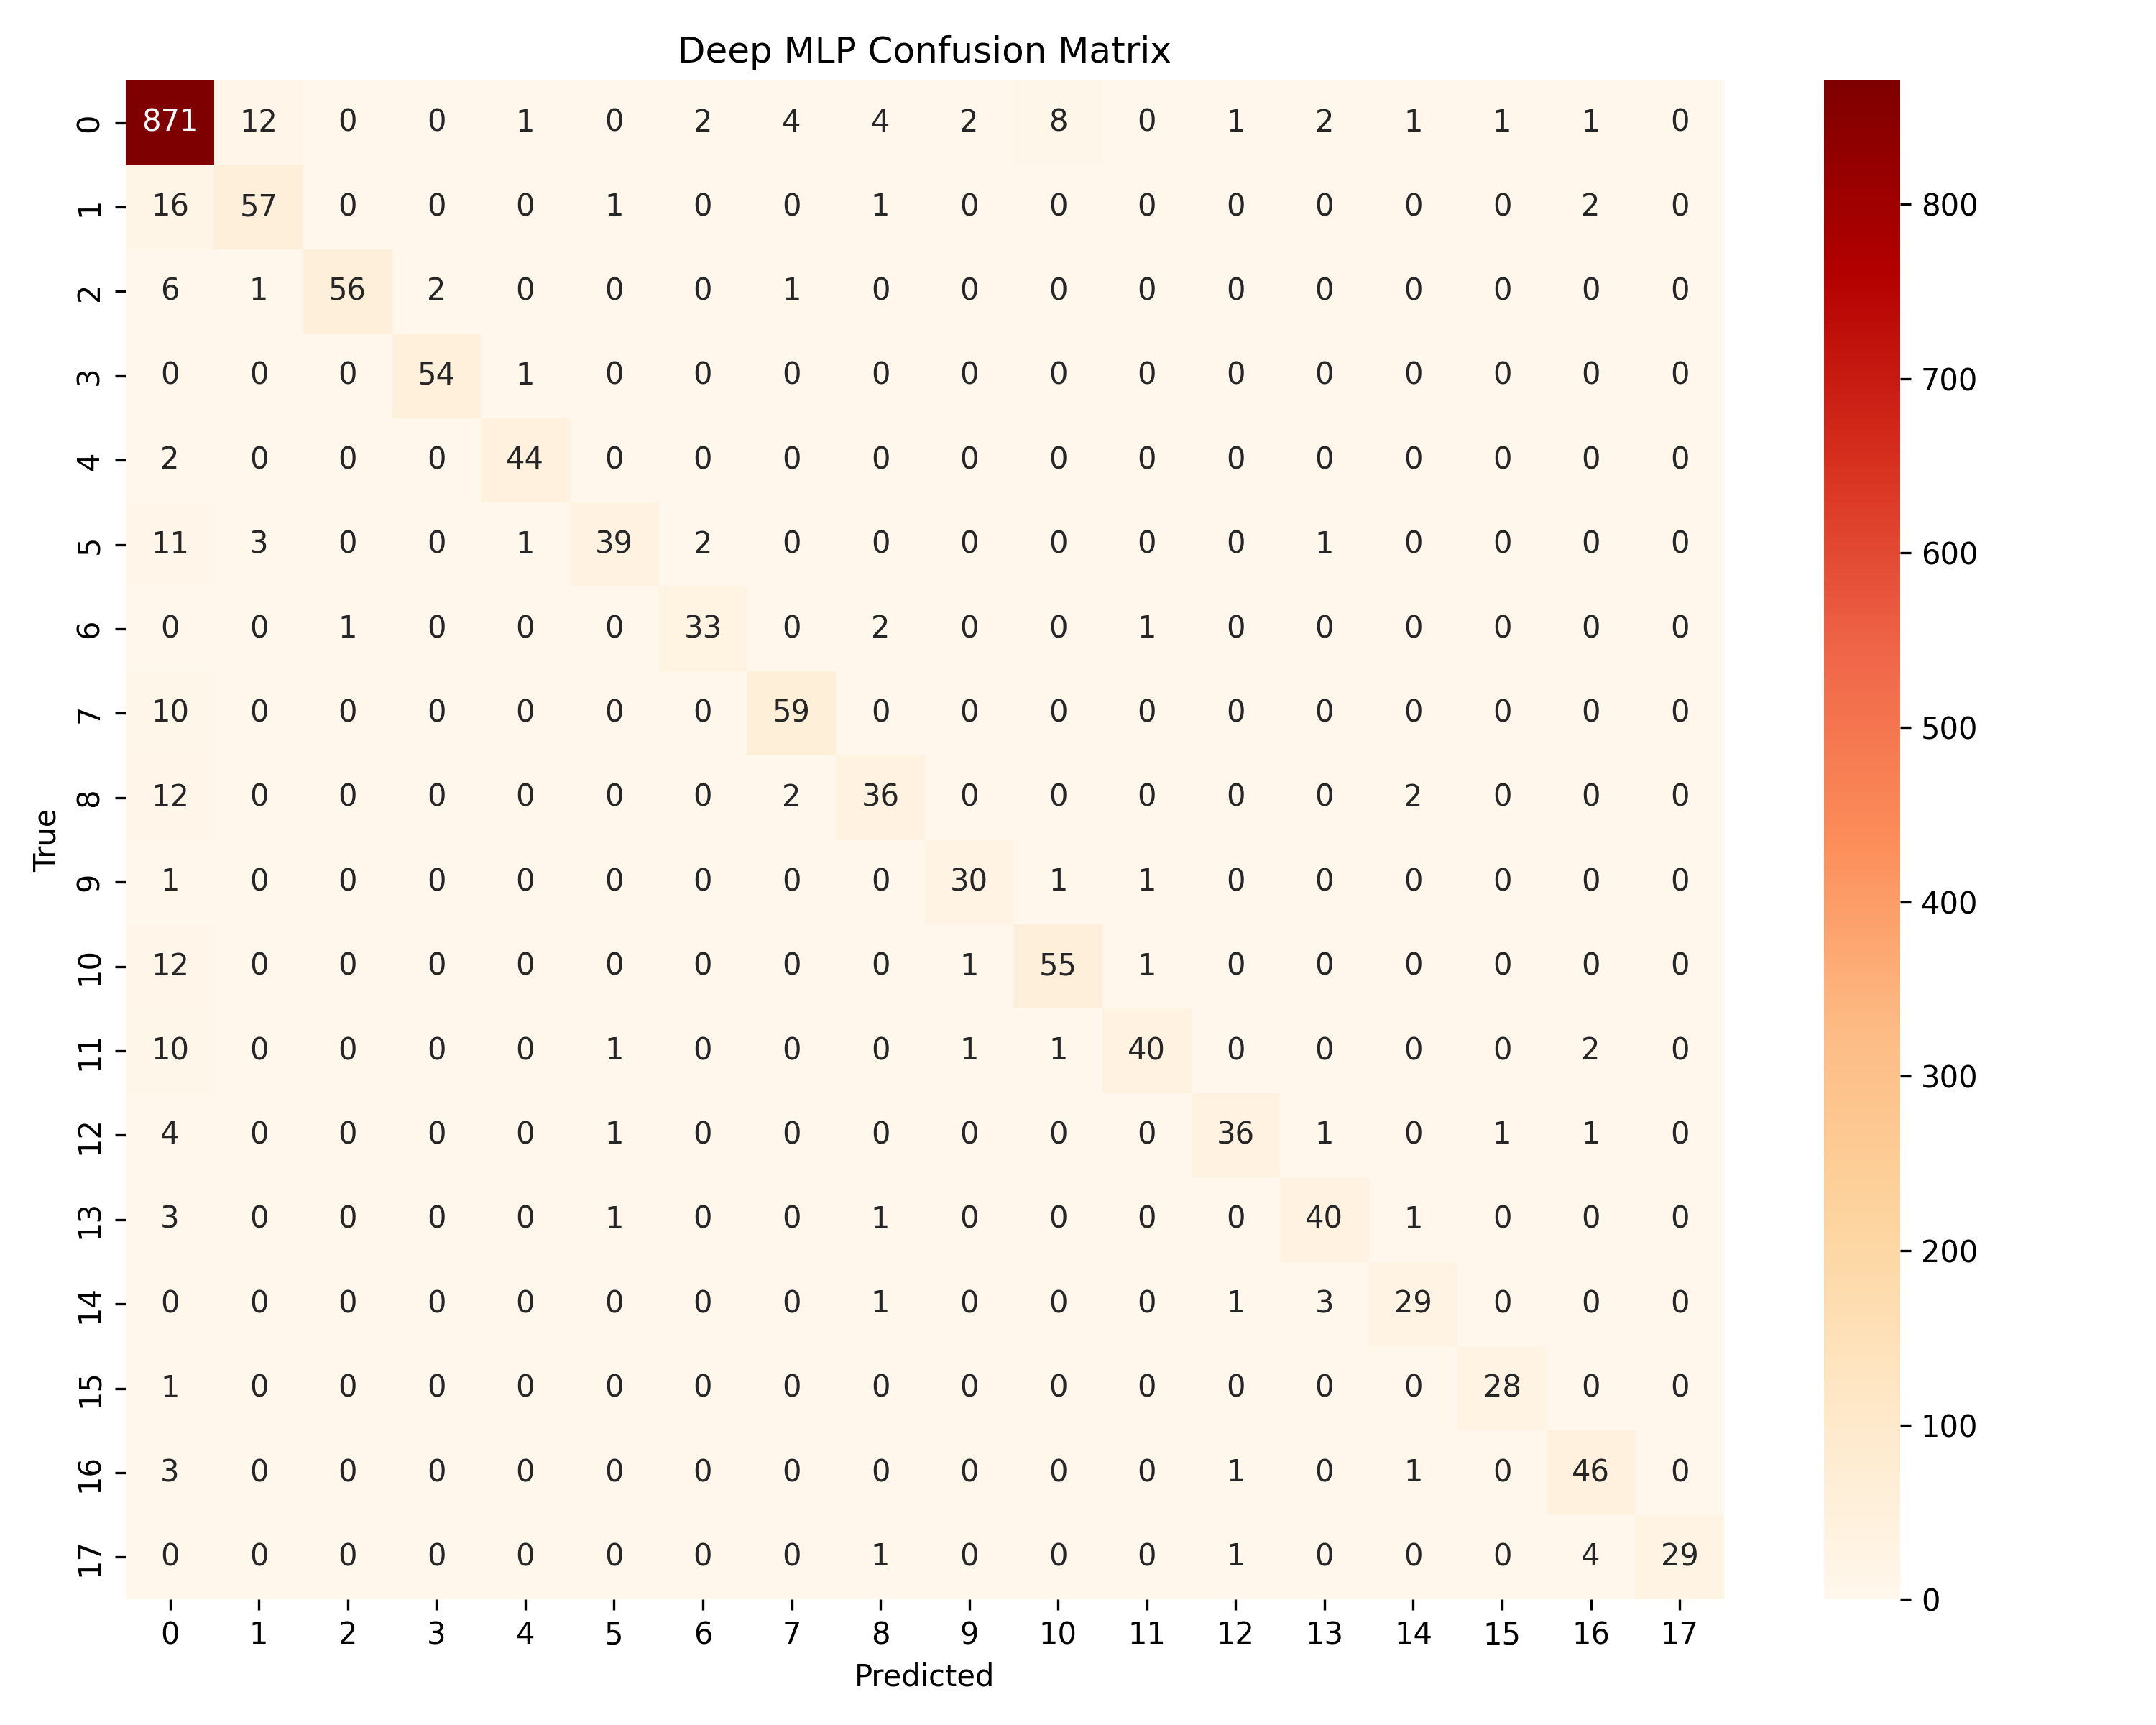 Deep MLP Confusion Matrix
0 871 12 0 0 1 0 2 4 4 2 8 0 1 2 1 1 1 0
1 16 57 0 0 0 1 0 0 1 0 0 0 0 0 0 0 2 0
2 6 1 56 2 0 0 0 1 0 0 0 0 0 0 0 0 0 0
3 0 0 0 54 1 0 0 0 0 0 0 0 0 0 0 0 0 0
4 2 0 0 0 44 0 0 0 0 0 0 0 0 0 0 0 0 0
5 11 3 0 0 1 39 2 0 0 0 0 0 0 1 0 0 0 0
6 0 0 1 0 0 0 33 0 2 0 0 1 0 0 0 0 0 0
7 10 0 0 0 0 0 0 59 0 0 0 0 0 0 0 0 0 0
8 12 0 0 0 0 0 0 2 36 0 0 0 0 0 2 0 0 0
9 1 0 0 0 0 0 0 0 0 30 1 1 0 0 0 0 0 0
10 12 0 0 0 0 0 0 0 0 1 55 1 0 0 0 0 0 0
11 10 0 0 0 0 1 0 0 0 1 1 40 0 0 0 0 2 0
12 4 0 0 0 0 1 0 0 0 0 0 0 36 1 0 1 1 0
13 3 0 0 0 0 1 0 0 1 0 0 0 0 40 1 0 0 0
14 0 0 0 0 0 0 0 0 1 0 0 0 1 3 29 0 0 0
15 1 0 0 0 0 0 0 0 0 0 0 0 0 0 0 28 0 0
16 3 0 0 0 0 0 0 0 0 0 0 0 1 0 1 0 46 0
17 0 0 0 0 0 0 0 0 1 0 0 0 1 0 0 0 4 29
0 1 2 3 4 5 6 7 8 9 10 11 12 13 14 15 16 17
Predicted
True
800
700
600
500
400
300
200
100
0